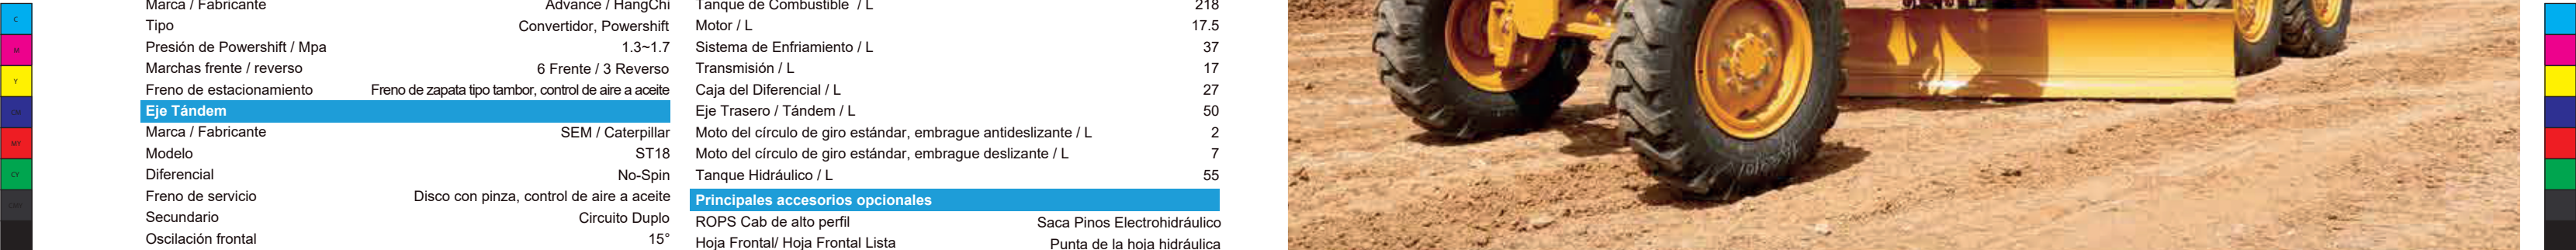 Marca / Fabricante Advance / HangChi
Tipo Convertidor, Powershift
Presión de Powershift / Mpa 1.3~1.7
Marchas frente / reverso 6 Frente / 3 Reverso
Freno de estacionamiento Freno de zapata tipo tambor, control de aire a aceite
Eje Tándem
Marca / Fabricante SEM / Caterpillar
Modelo ST18
Diferencial No-Spin
Freno de servicio Disco con pinza, control de aire a aceite
Secundario Circuito Duplo
Oscilación frontal 15°
Tanque de Combustible / L 218
Motor / L 17.5
Sistema de Enfriamiento / L 37
Transmisión / L 17
Caja del Diferencial / L 27
Eje Trasero / Tándem / L 50
Moto del círculo de giro estándar, embrague antideslizante / L 2
Moto del círculo de giro estándar, embrague deslizante / L 7
Tanque Hidráulico / L 55
Principales accesorios opcionales
ROPS Cab de alto perfil Saca Pinos Electrohidráulico
Hoja Frontal/ Hoja Frontal Lista Punta de la hoja hidráulica
C
M
Y
CM
MY
CY
CMY